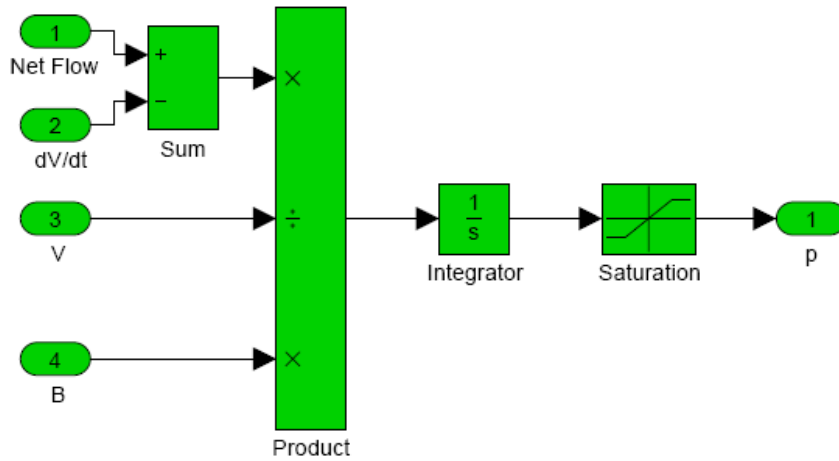 1
Net Flow
+
−
Sum
2
dV/dt
3
V
4
B
×
÷
×
Product
1
s
Integrator
Saturation
1
p